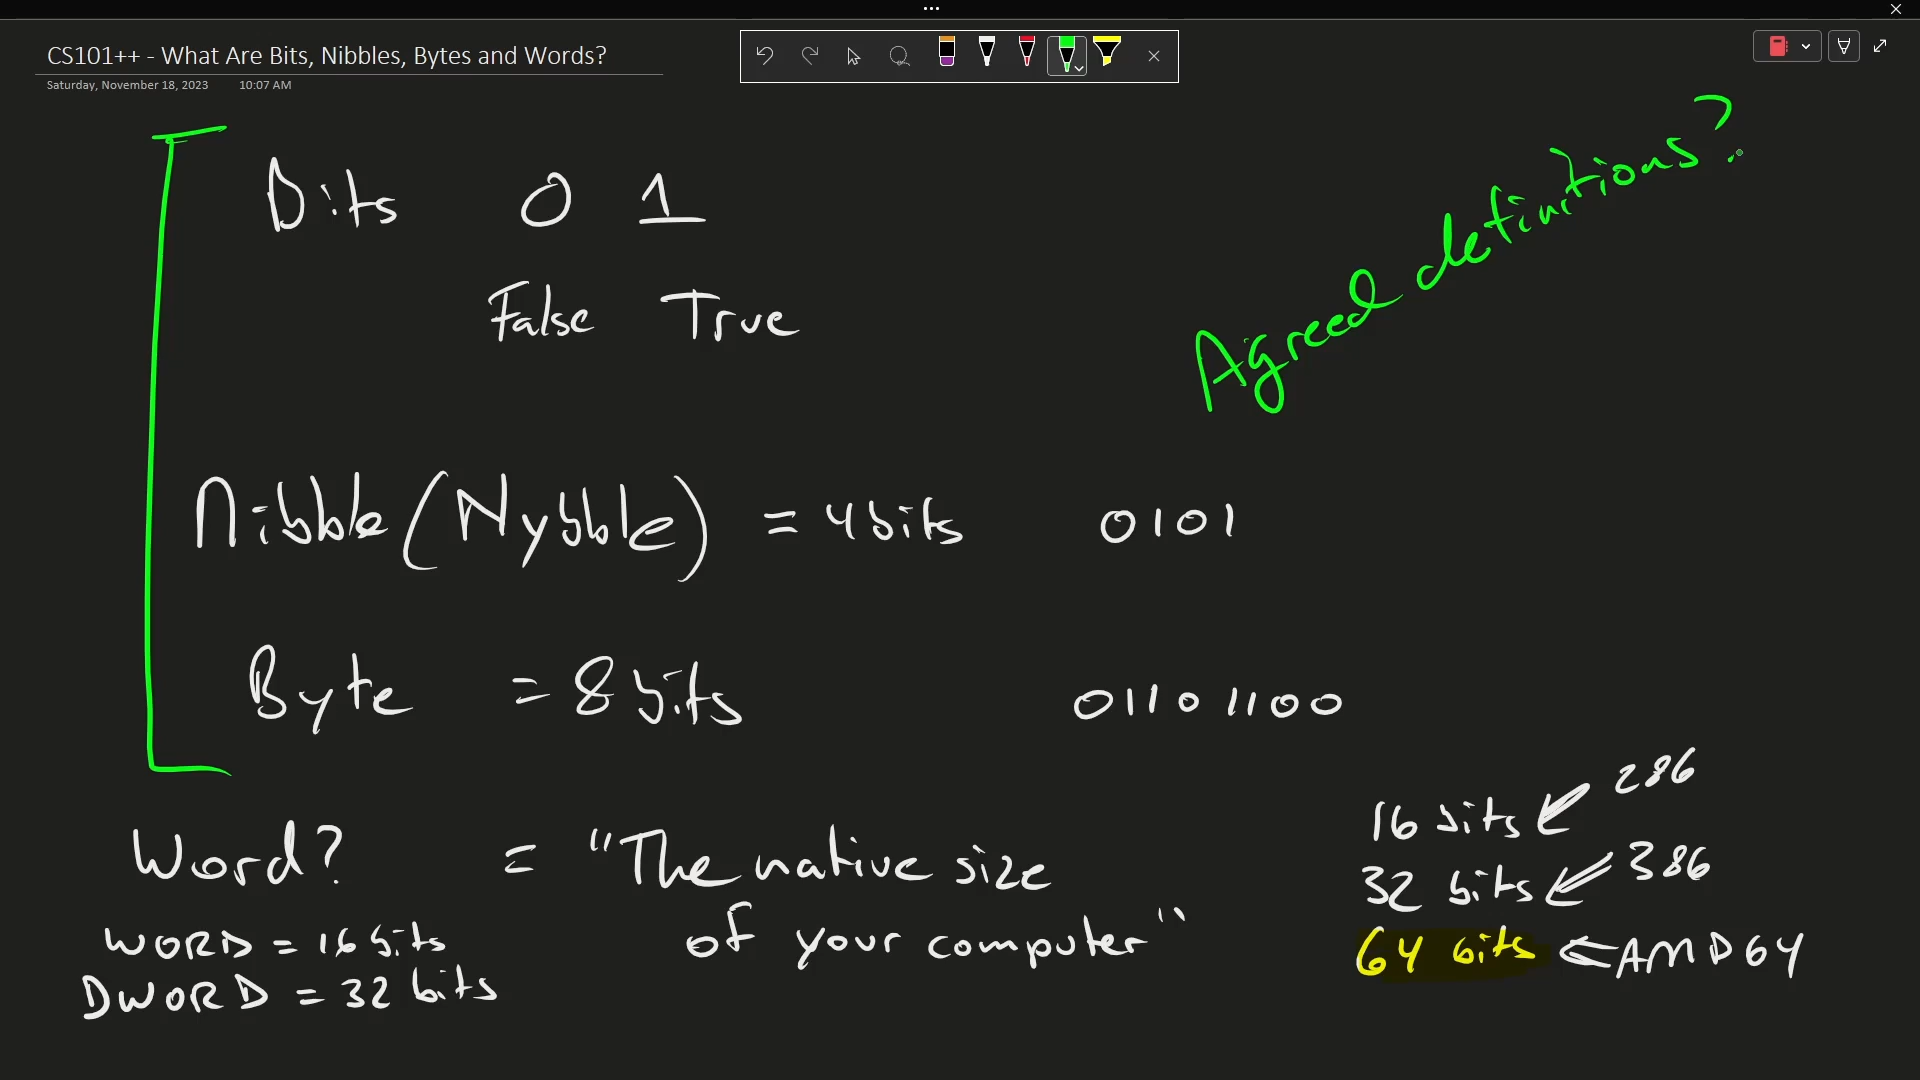 CS101++ - What Are Bits, Nibbles, Bytes and Words?
Saturday, November 18, 2023 10:07 AM
Agreed definitions?
Bits 0 1
False True
Nibble (Nybble) = 4 bits 0101
Byte = 8 bits 01101100
Word? = "The native size
of your computer"
WORD = 16 bits
DWORD = 32 bits
16 bits 286
32 bits 386
64 bits AMD64